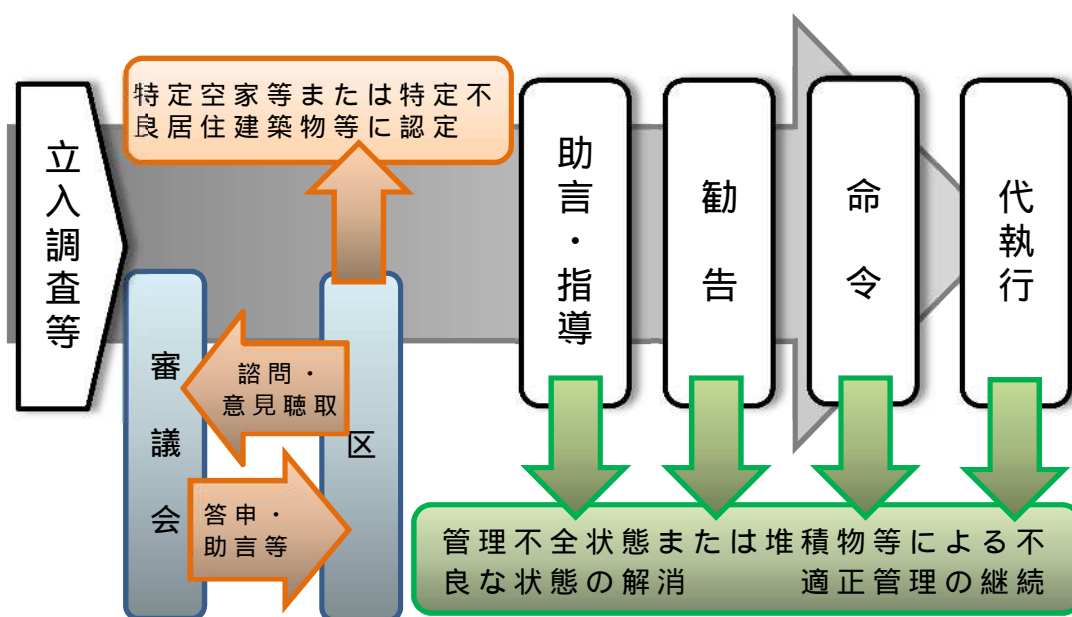 立入調査等
特定空家等または特定不
良居住建築物等に認定
審議会
諮問・
意見聴取
区
答申・
助言等
助言・指導
勧告
命令
代執行
管理不全状態または堆積物等による不
良な状態の解消　　　適正管理の継続